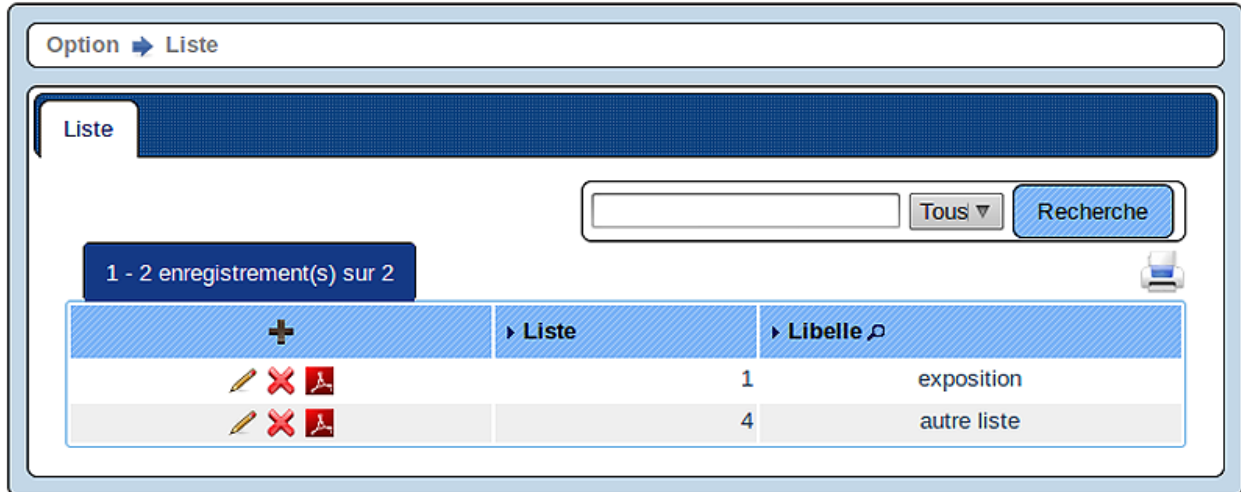 Option Liste
Liste
Tous Recherche
1 - 2 enregistrement(s) sur 2
Liste Libelle
1 exposition
4 autre liste